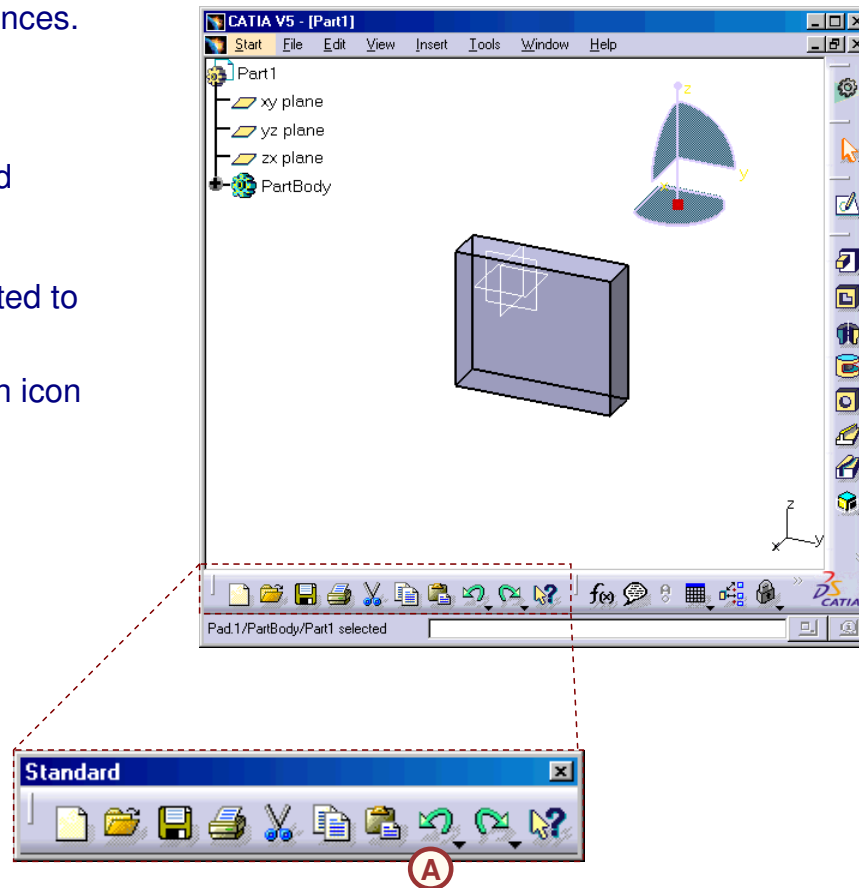 nces.
d
ted to
n icon
CATIA V5 - [Part1]
Start File Edit View Insert Tools Window Help
Part1
xy plane
yz plane
zx plane
PartBody
z
y
x
z
y
x
f(x)
CATIA
Pad.1/PartBody/Part1 selected
Standard
A